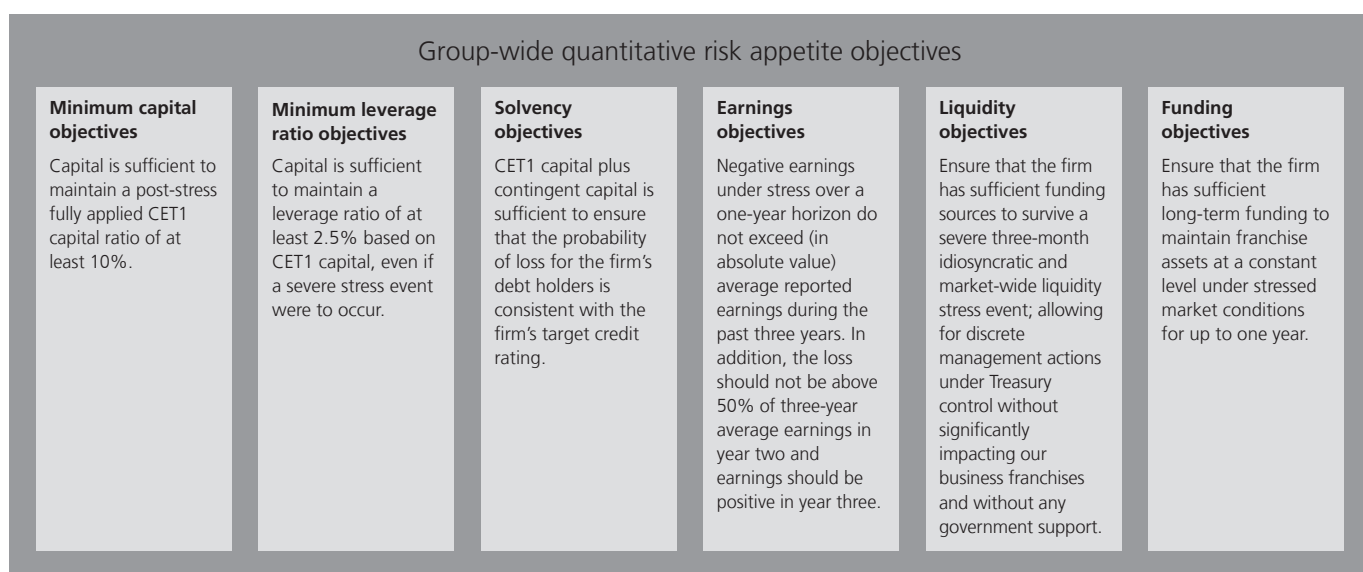 Group-wide quantitative risk appetite objectives
Minimum capital
objectives
Capital is sufficient to
maintain a post-stress
fully applied CET1
capital ratio of at
least 10%.
Minimum leverage
ratio objectives
Capital is sufficient
to maintain a
leverage ratio of at
least 2.5% based on
CET1 capital, even if
a severe stress event
were to occur.
Solvency
objectives
CET1 capital plus
contingent capital is
sufficient to ensure
that the probability
of loss for the firm’s
debt holders is
consistent with the
firm’s target credit
rating.
Earnings
objectives
Negative earnings
under stress over a
one-year horizon do
not exceed (in
absolute value)
average reported
earnings during the
past three years. In
addition, the loss
should not be above
50% of three-year
average earnings in
year two and
earnings should be
positive in year three.
Liquidity
objectives
Ensure that the firm
has sufficient funding
sources to survive a
severe three-month
idiosyncratic and
market-wide liquidity
stress event; allowing
for discrete
management actions
under Treasury
control without
significantly
impacting our
business franchises
and without any
government support.
Funding
objectives
Ensure that the firm
has sufficient
long-term funding to
maintain franchise
assets at a constant
level under stressed
market conditions
for up to one year.